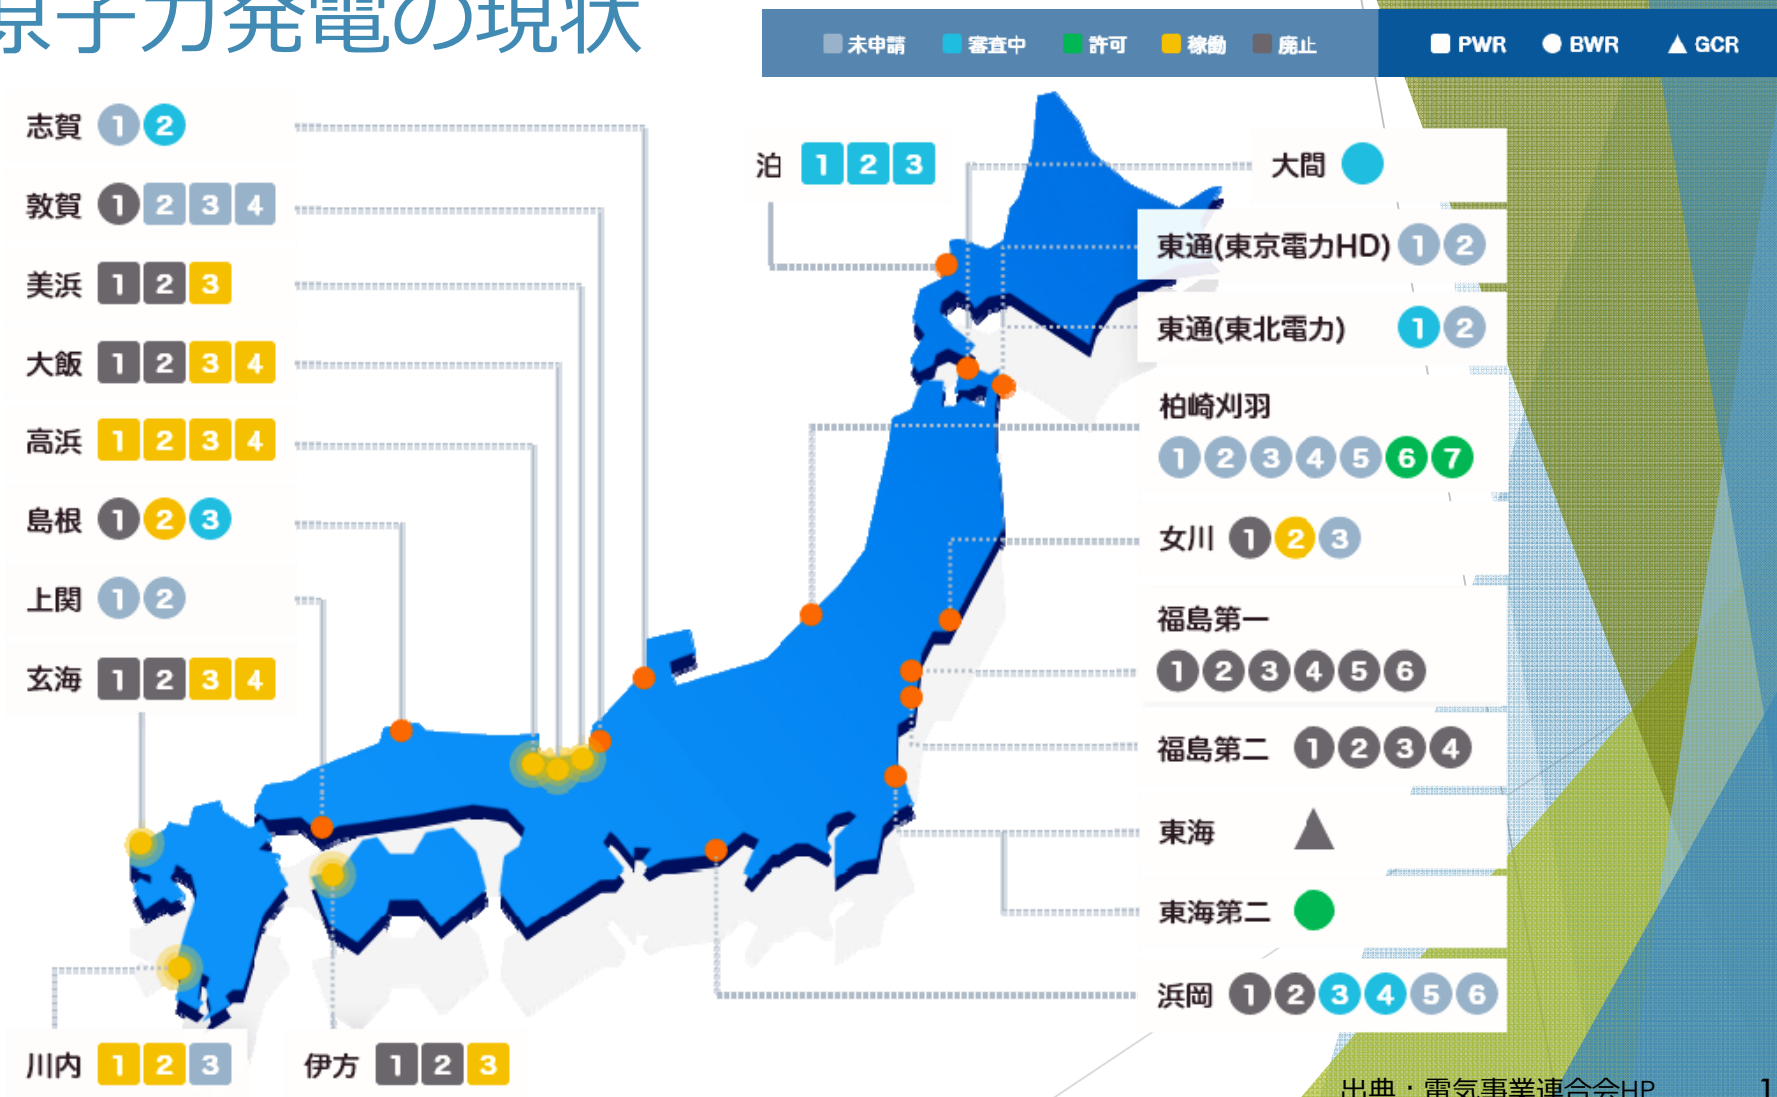 原子力発電の現状
未申請 審査中 許可 稼働 廃止 PWR BWR GCR
志賀 1 2
敦賀 1 2 3 4
美浜 1 2 3
大飯 1 2 3 4
高浜 1 2 3 4
島根 1 2 3
上関 1 2
玄海 1 2 3 4
川内 1 2 3
伊方 1 2 3
泊 1 2 3
大間
東通(東京電力HD) 1 2
東通(東北電力) 1 2
柏崎刈羽
1 2 3 4 5 6 7
女川 1 2 3
福島第一
1 2 3 4 5 6
福島第二 1 2 3 4
東海
東海第二
浜岡 1 2 3 4 5 6
出典：電気事業連合会HP
1